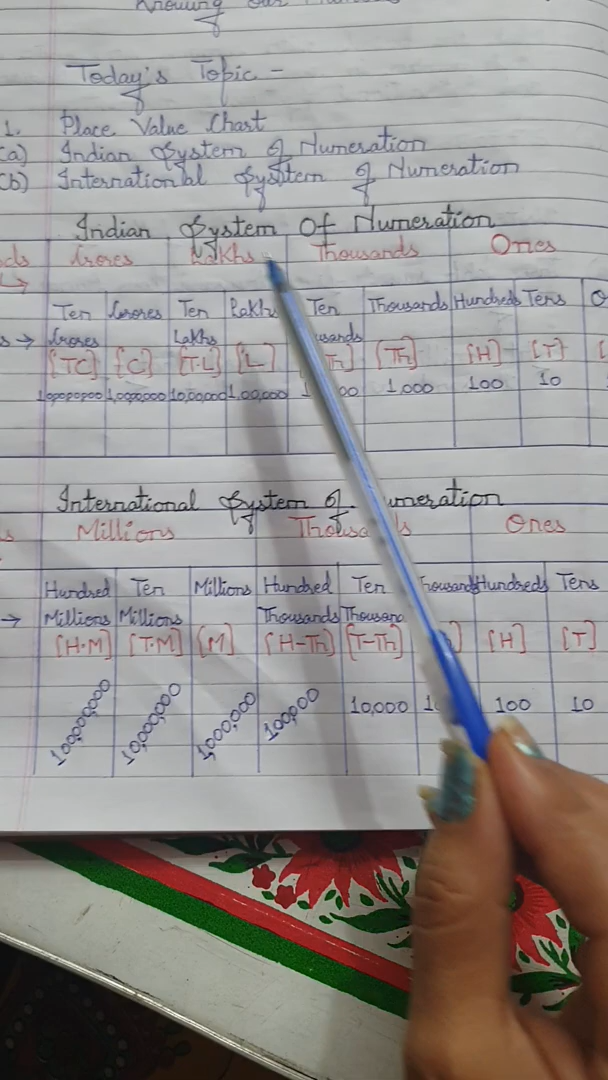 Knowing Our
Today's Topic -
1. Place Value Chart
(a) Indian System of Numeration
(b) International System of Numeration
Indian System Of Numeration
Crores Lakhs Thousands Ones
Ten Crores Ten Lakhs Ten Thousands Hundreds Tens
Crores Lakhs
[TC] [C] [T.L] [L] [Th] [H] [T]
10,00,00,000 1,00,00,000 10,00,000 1,00,000 1,000 100 10
International System of
Millions Ones
Hundred Ten Millions Hundred Ten Thousands Hundreds Tens
Millions Millions Thousands
[H.M] [T.M] [M] [H-Th] [T-Th] [H] [T]
100,000,000 10,000,000 1,000,000 100,000 10,000 100 10